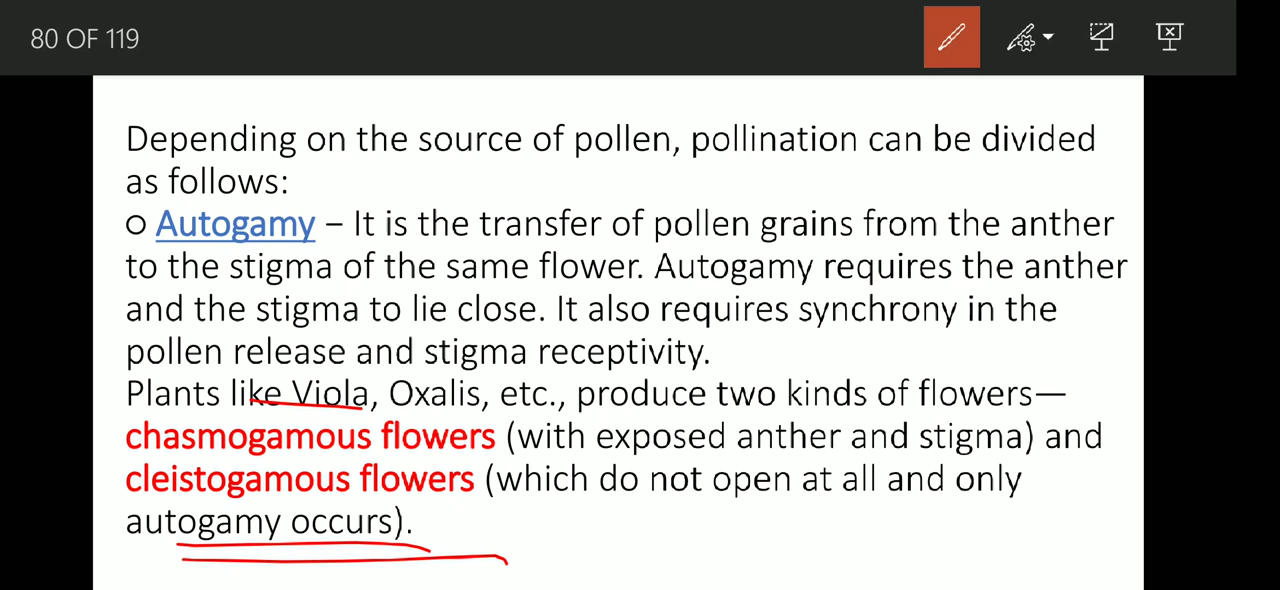 80 OF 119
Depending on the source of pollen, pollination can be divided
as follows:
○ Autogamy – It is the transfer of pollen grains from the anther
to the stigma of the same flower. Autogamy requires the anther
and the stigma to lie close. It also requires synchrony in the
pollen release and stigma receptivity.
Plants like Viola, Oxalis, etc., produce two kinds of flowers—
chasmogamous flowers (with exposed anther and stigma) and
cleistogamous flowers (which do not open at all and only
autogamy occurs).